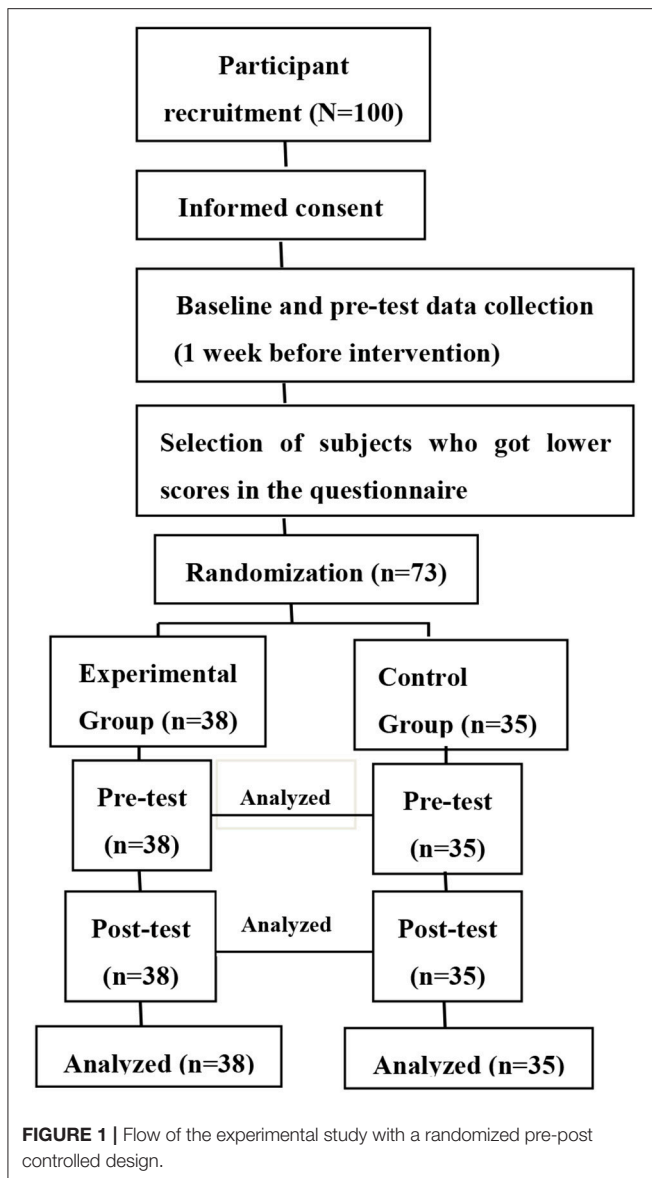 Participant
recruitment (N=100)
Informed consent
Baseline and pre-test data collection
(1 week before intervention)
Selection of subjects who got lower
scores in the questionnaire
Randomization (n=73)
Experimental
Group (n=38)
Control
Group (n=35)
Pre-test
(n=38)
Analyzed
Pre-test
(n=35)
Post-test
(n=38)
Analyzed
Post-test
(n=35)
Analyzed (n=38)
Analyzed (n=35)
FIGURE 1 | Flow of the experimental study with a randomized pre-post
controlled design.